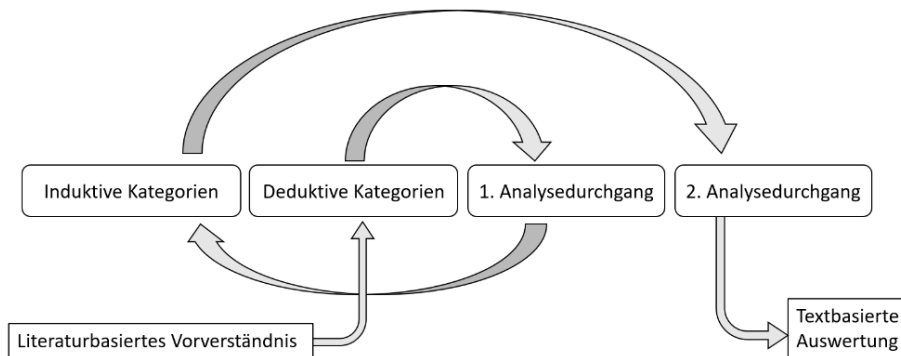 Induktive Kategorien
Deduktive Kategorien
1. Analysedurchgang
2. Analysedurchgang
Literaturbasiertes Vorverständnis
Textbasierte
Auswertung